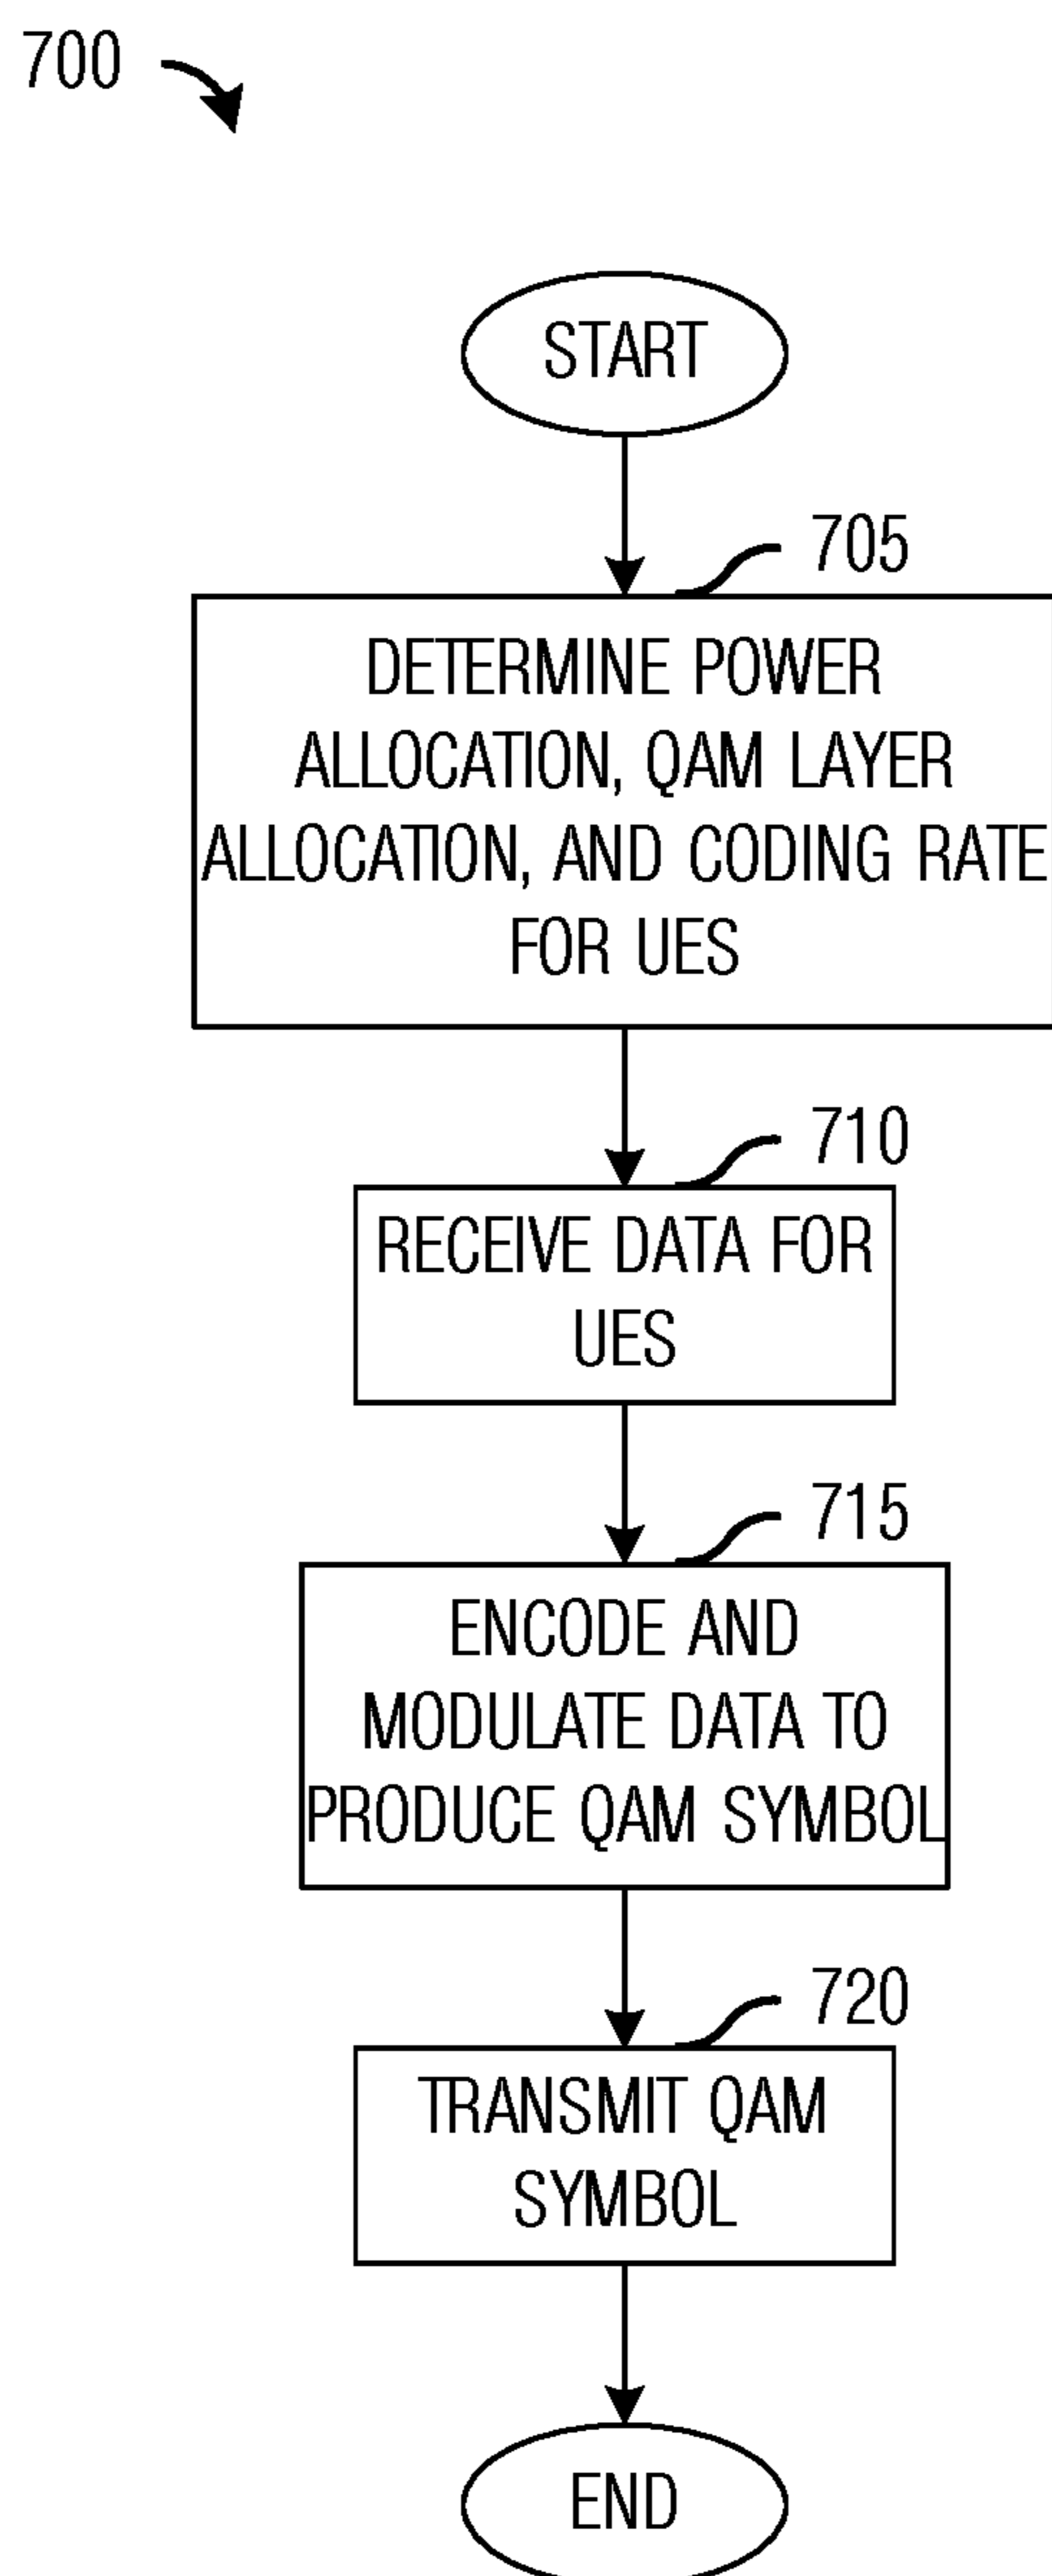 700
START
705
DETERMINE POWER
ALLOCATION, QAM LAYER
ALLOCATION, AND CODING RATE
FOR UES
710
RECEIVE DATA FOR
UES
715
ENCODE AND
MODULATE DATA TO
PRODUCE QAM SYMBOL
720
TRANSMIT QAM
SYMBOL
END